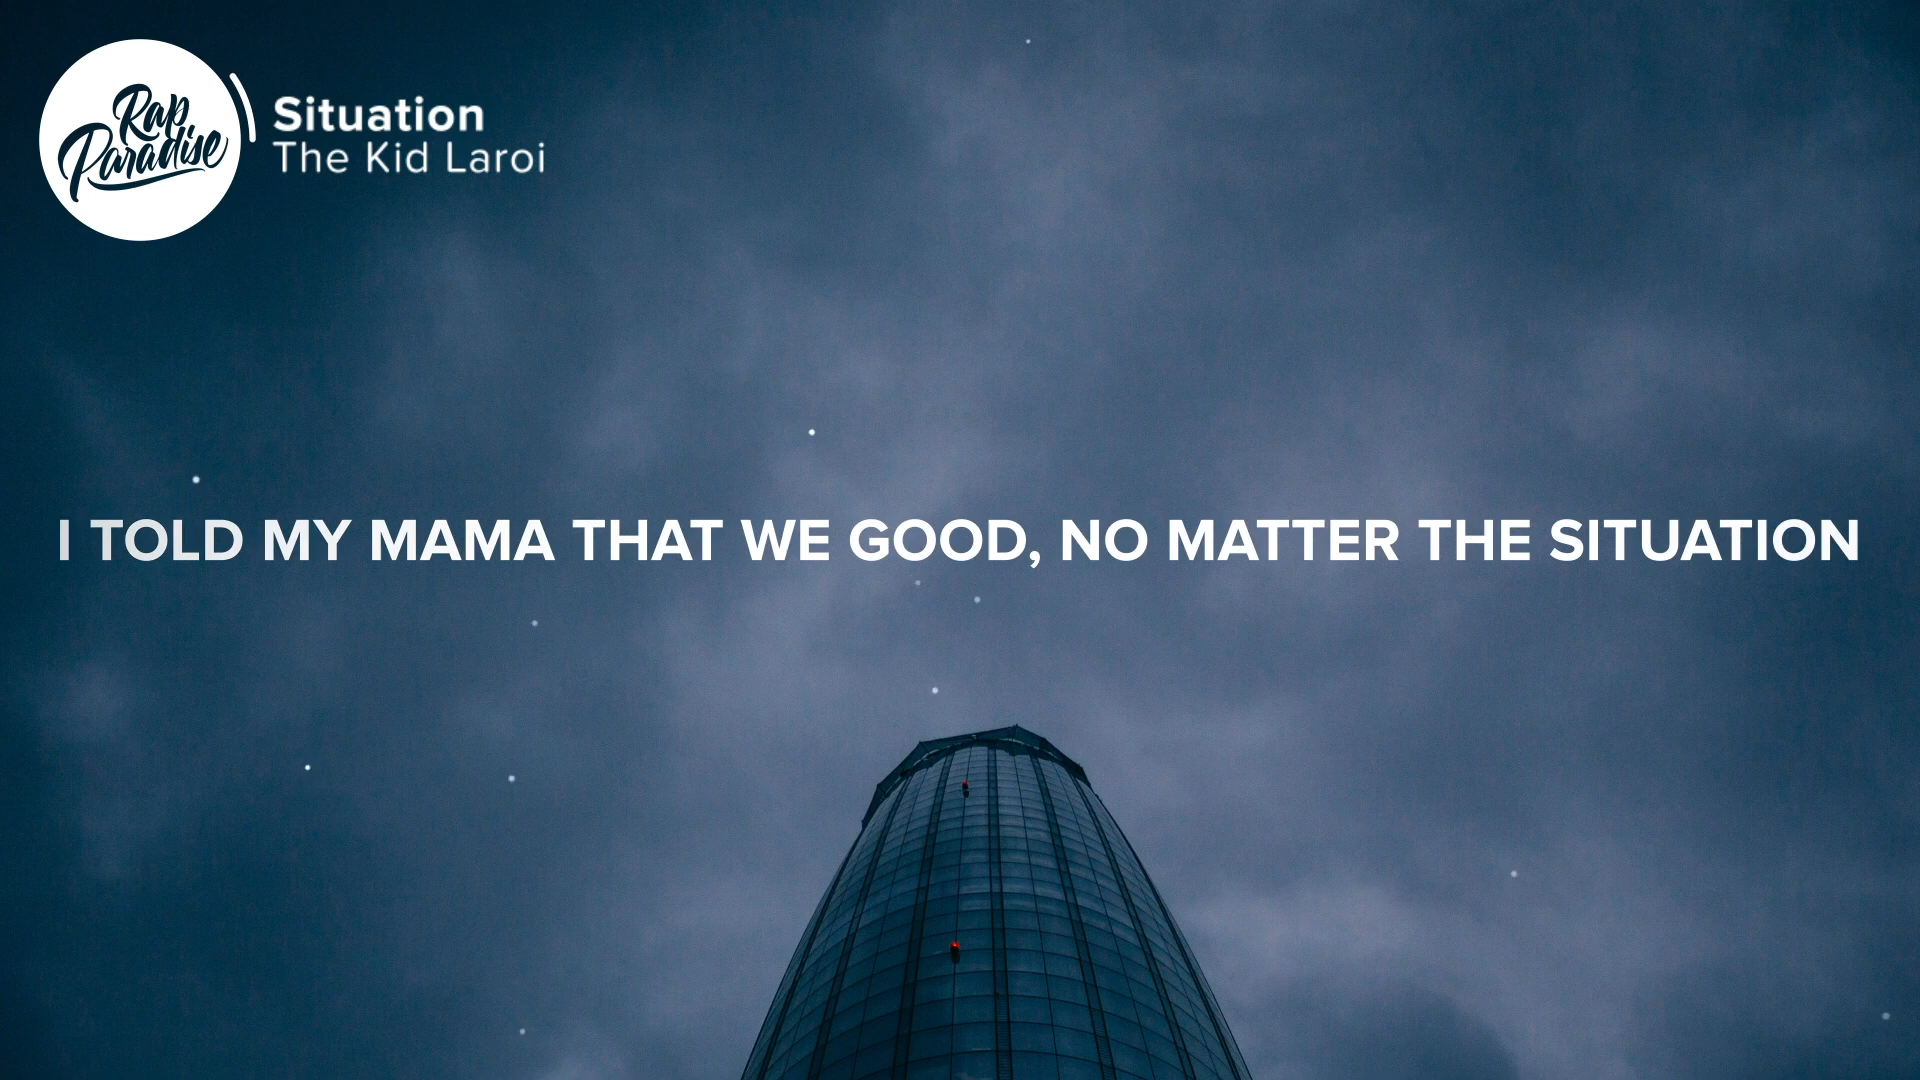 Rap
Paradise
Situation
The Kid Laroi
I TOLD MY MAMA THAT WE GOOD, NO MATTER THE SITUATION